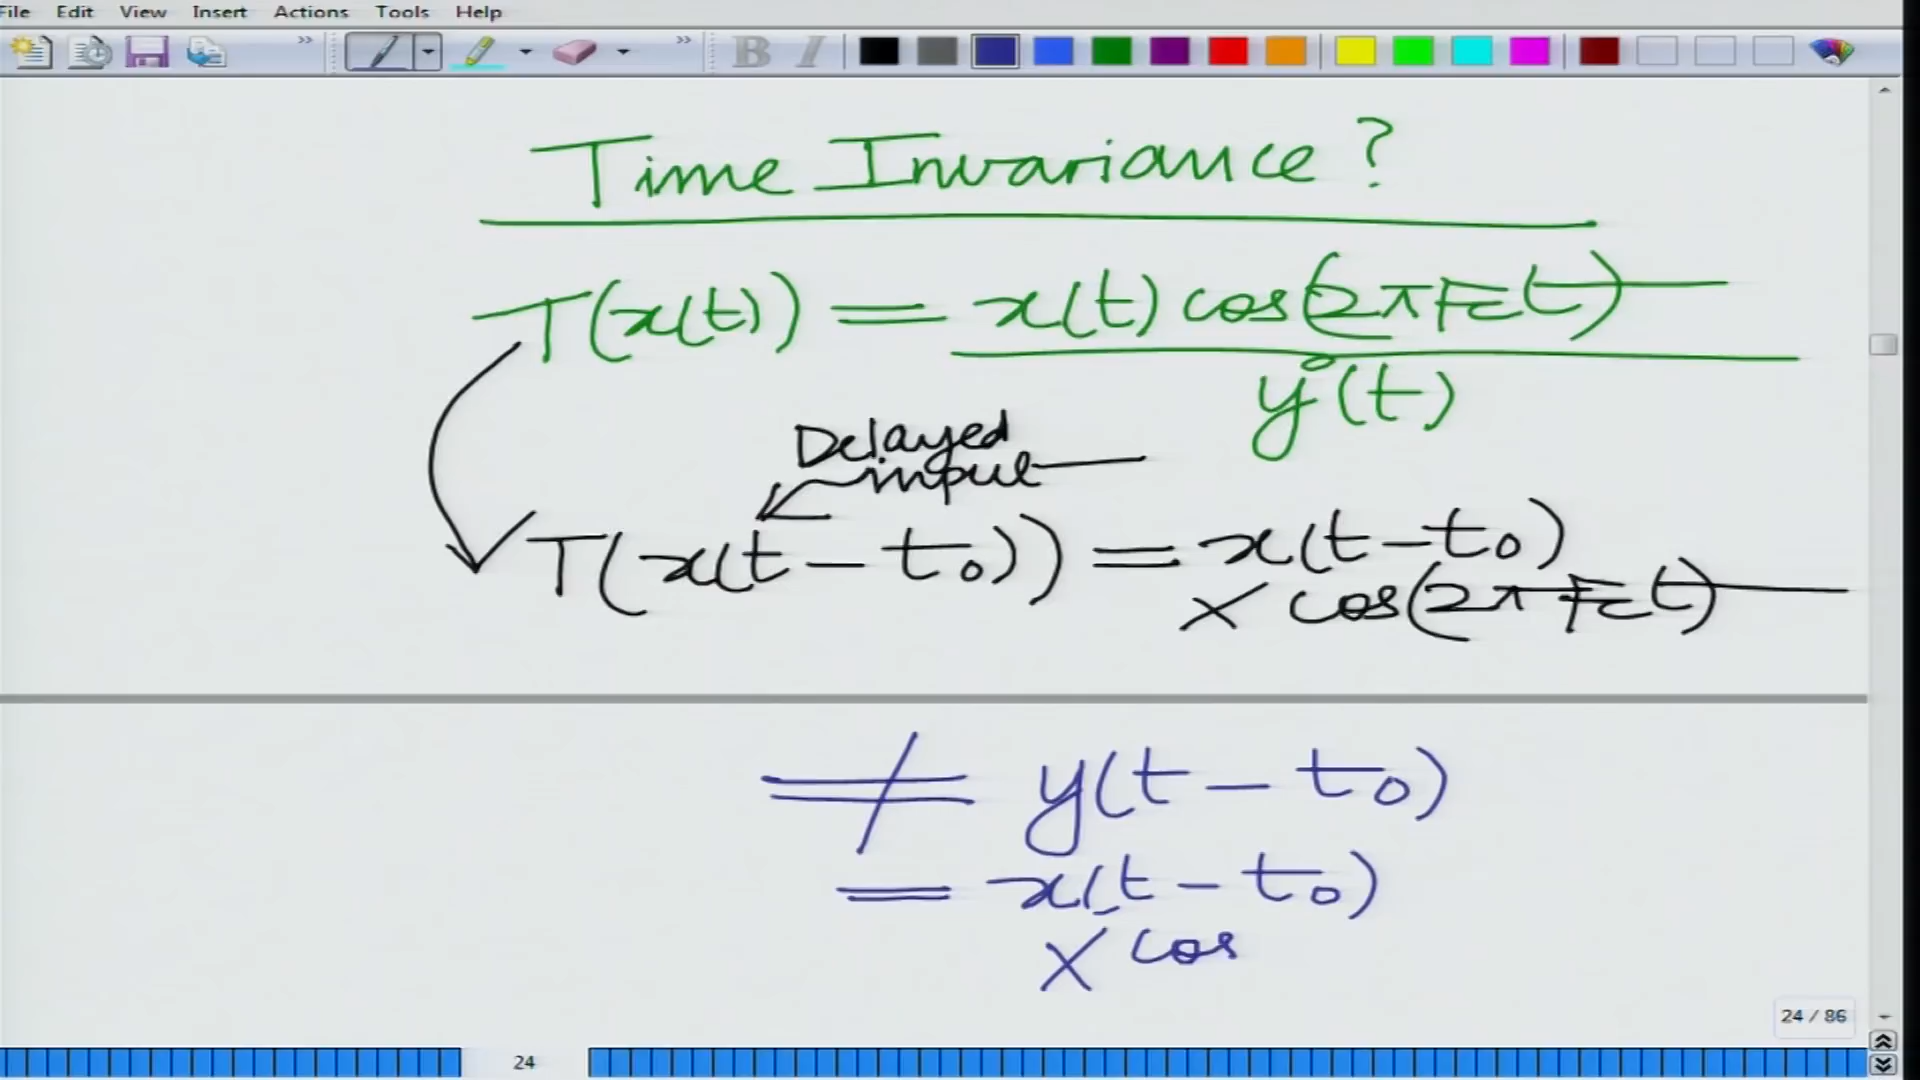 File Edit View Insert Actions Tools Help
B I
Time Invariance?
T(x(t)) = x(t) cos(2πFct)
y(t)
Delayed
input
T(x(t-t0)) = x(t-t0)
× cos(2πFct)
≠ y(t-t0)
= x(t-t0)
× cos
24 / 86
24